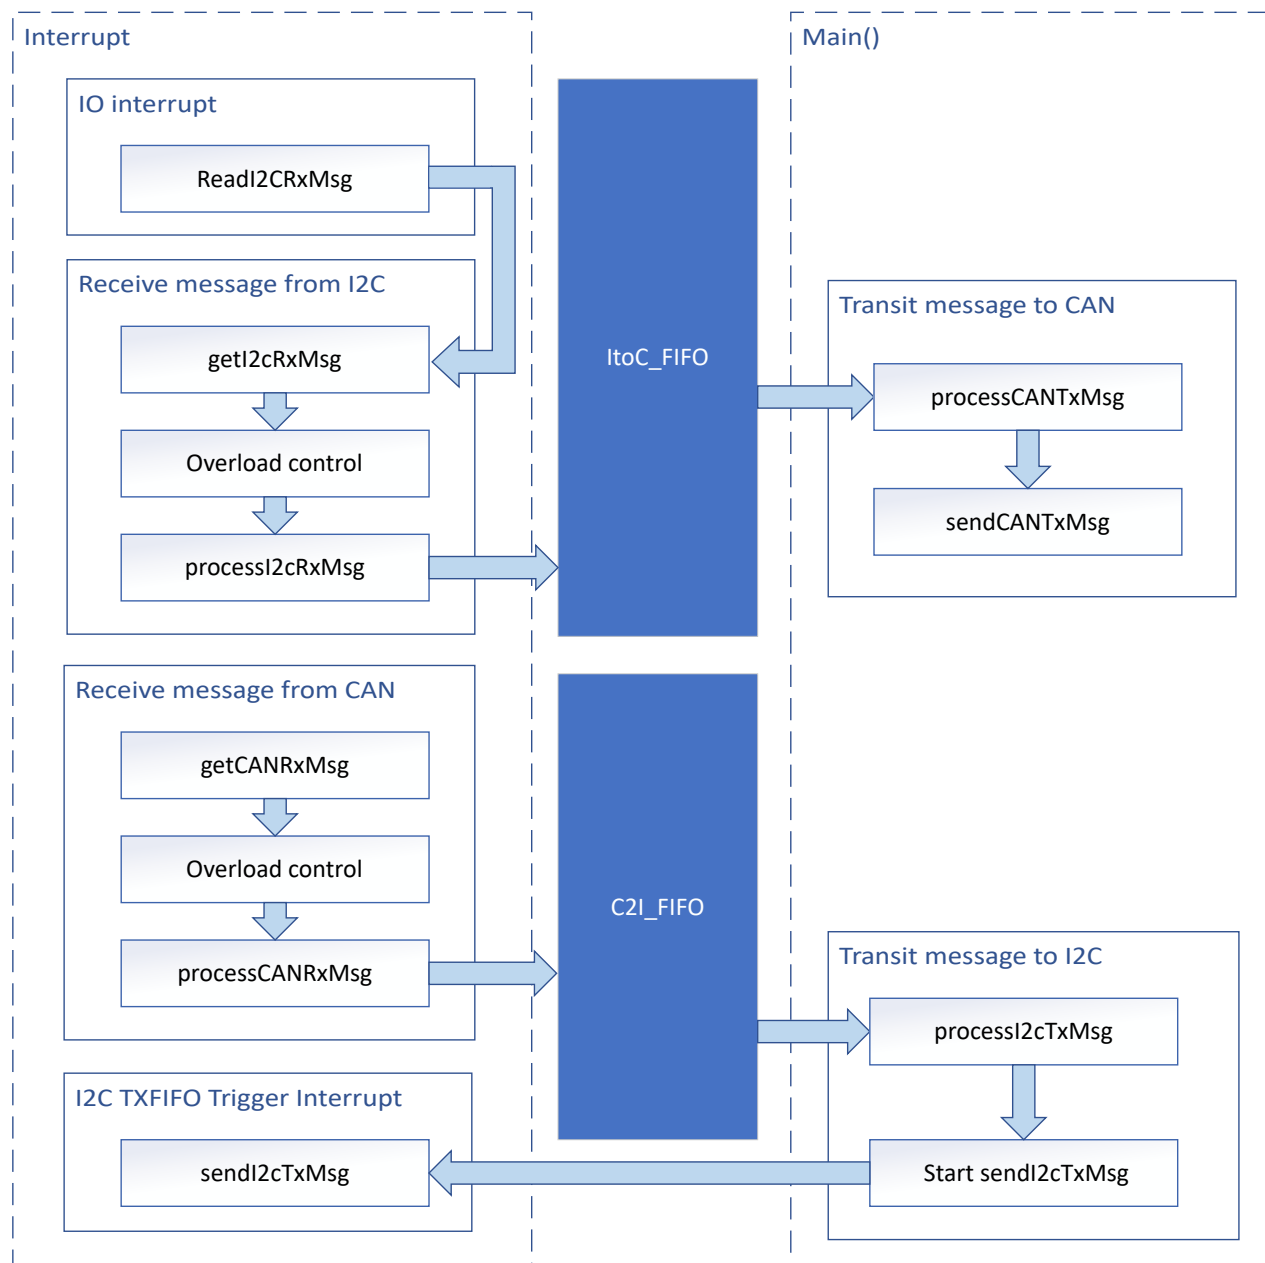 Interrupt
IO interrupt
ReadI2CRxMsg
Receive message from I2C
getI2cRxMsg
Overload control
processI2cRxMsg
Receive message from CAN
getCANRxMsg
Overload control
processCANRxMsg
I2C TXFIFO Trigger Interrupt
sendI2cTxMsg
ItoC_FIFO
C2I_FIFO
Main()
Transit message to CAN
processCANTxMsg
sendCANTxMsg
Transit message to I2C
processI2cTxMsg
Start sendI2cTxMsg